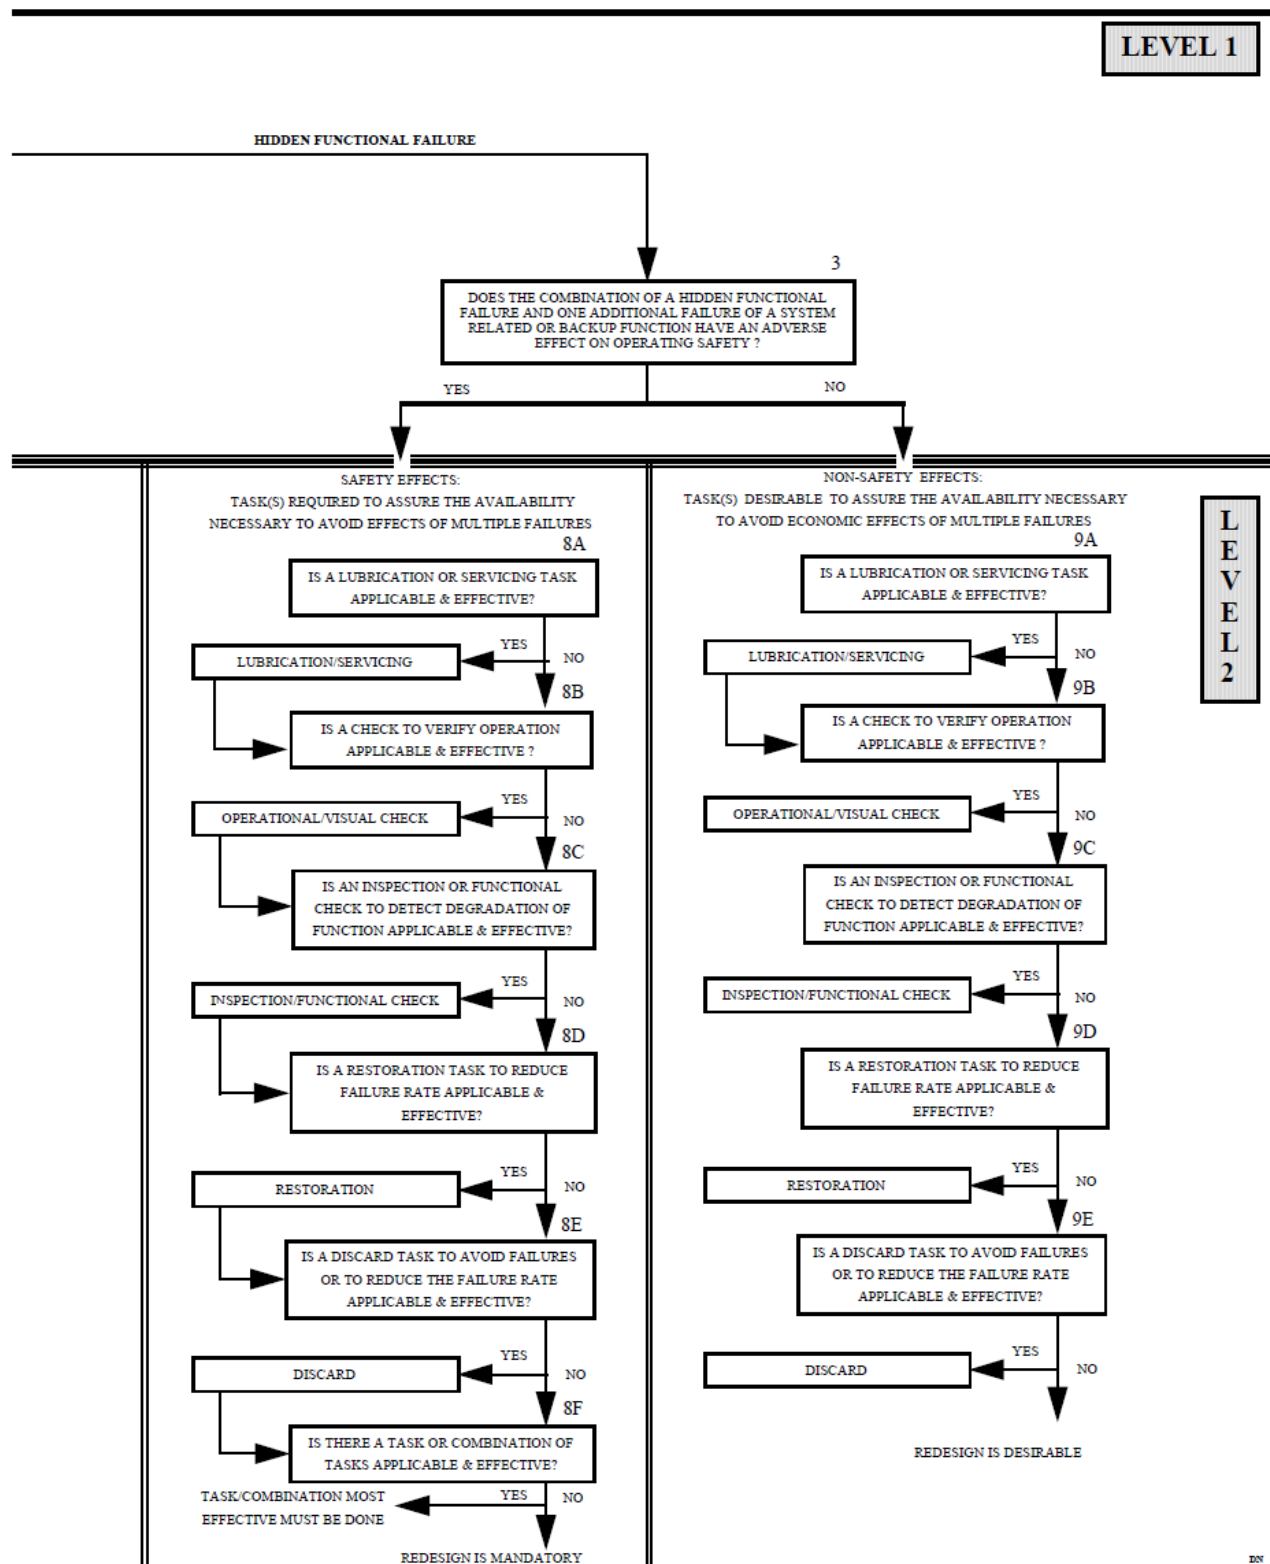 LEVEL 1
HIDDEN FUNCTIONAL FAILURE
3
DOES THE COMBINATION OF A HIDDEN FUNCTIONAL
FAILURE AND ONE ADDITIONAL FAILURE OF A SYSTEM
RELATED OR BACKUP FUNCTION HAVE AN ADVERSE
EFFECT ON OPERATING SAFETY ?
YES
NO
SAFETY EFFECTS:
TASK(S) REQUIRED TO ASSURE THE AVAILABILITY
NECESSARY TO AVOID EFFECTS OF MULTIPLE FAILURES
8A
IS A LUBRICATION OR SERVICING TASK
APPLICABLE & EFFECTIVE?
YES
LUBRICATION/SERVICING
NO
8B
IS A CHECK TO VERIFY OPERATION
APPLICABLE & EFFECTIVE ?
YES
OPERATIONAL/VISUAL CHECK
NO
8C
IS AN INSPECTION OR FUNCTIONAL
CHECK TO DETECT DEGRADATION OF
FUNCTION APPLICABLE & EFFECTIVE?
YES
INSPECTION/FUNCTIONAL CHECK
NO
8D
IS A RESTORATION TASK TO REDUCE
FAILURE RATE APPLICABLE &
EFFECTIVE?
YES
RESTORATION
NO
8E
IS A DISCARD TASK TO AVOID FAILURES
OR TO REDUCE THE FAILURE RATE
APPLICABLE & EFFECTIVE?
YES
DISCARD
NO
8F
IS THERE A TASK OR COMBINATION OF
TASKS APPLICABLE & EFFECTIVE?
YES
NO
TASK/COMBINATION MOST
EFFECTIVE MUST BE DONE
REDESIGN IS MANDATORY
NON-SAFETY EFFECTS:
TASK(S) DESIRABLE TO ASSURE THE AVAILABILITY NECESSARY
TO AVOID ECONOMIC EFFECTS OF MULTIPLE FAILURES
9A
IS A LUBRICATION OR SERVICING TASK
APPLICABLE & EFFECTIVE?
YES
LUBRICATION/SERVICING
NO
9B
IS A CHECK TO VERIFY OPERATION
APPLICABLE & EFFECTIVE ?
YES
OPERATIONAL/VISUAL CHECK
NO
9C
IS AN INSPECTION OR FUNCTIONAL
CHECK TO DETECT DEGRADATION OF
FUNCTION APPLICABLE & EFFECTIVE?
YES
INSPECTION/FUNCTIONAL CHECK
NO
9D
IS A RESTORATION TASK TO REDUCE
FAILURE RATE APPLICABLE &
EFFECTIVE?
YES
RESTORATION
NO
9E
IS A DISCARD TASK TO AVOID FAILURES
OR TO REDUCE THE FAILURE RATE
APPLICABLE & EFFECTIVE?
YES
DISCARD
NO
REDESIGN IS DESIRABLE
L
E
V
E
L
2
DN